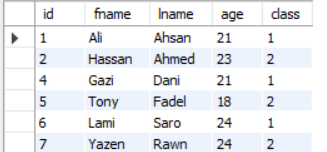 id fname lname age class
1 Ali Ahsan 21 1
2 Hassan Ahmed 23 2
4 Gazi Dani 21 1
5 Tony Fadel 18 2
6 Lami Saro 24 1
7 Yazen Rawn 24 2